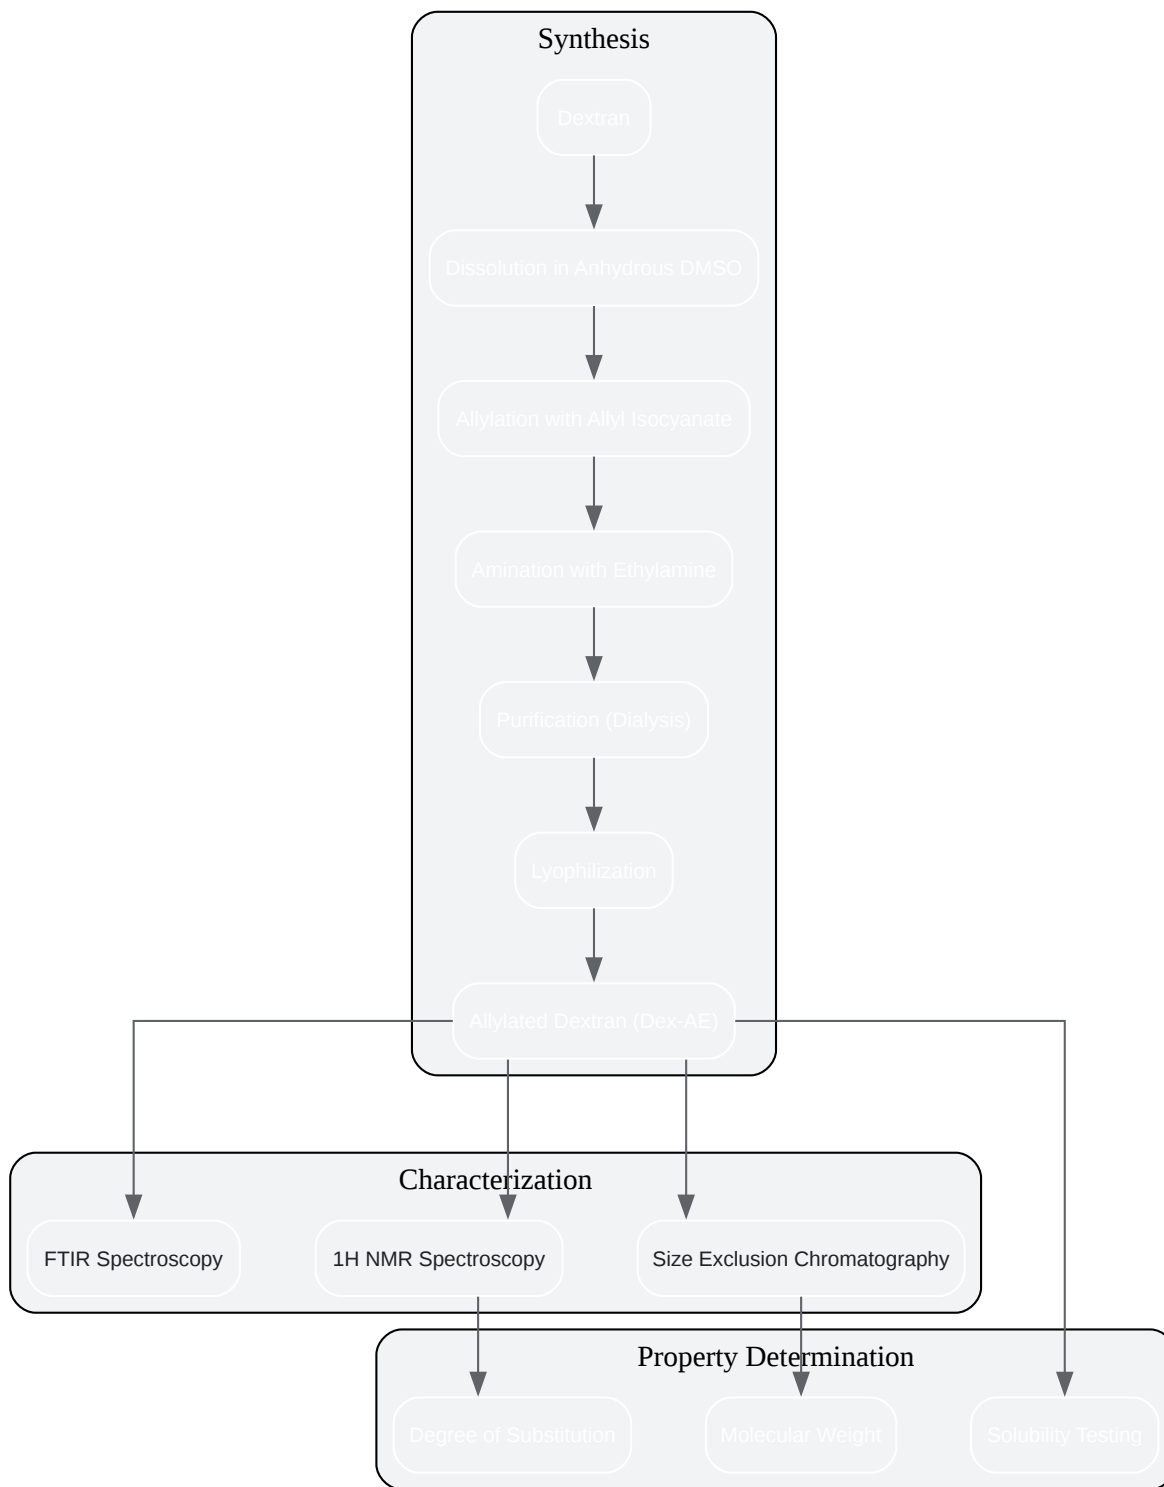 Synthesis
Dextran
Dissolution in Anhydrous DMSO
Allylation with Allyl Isocyanate
Amination with Ethylamine
Purification (Dialysis)
Lyophilization
Allylated Dextran (Dex-AE)
Characterization
FTIR Spectroscopy
1H NMR Spectroscopy
Size Exclusion Chromatography
Property Determination
Degree of Substitution
Molecular Weight
Solubility Testing